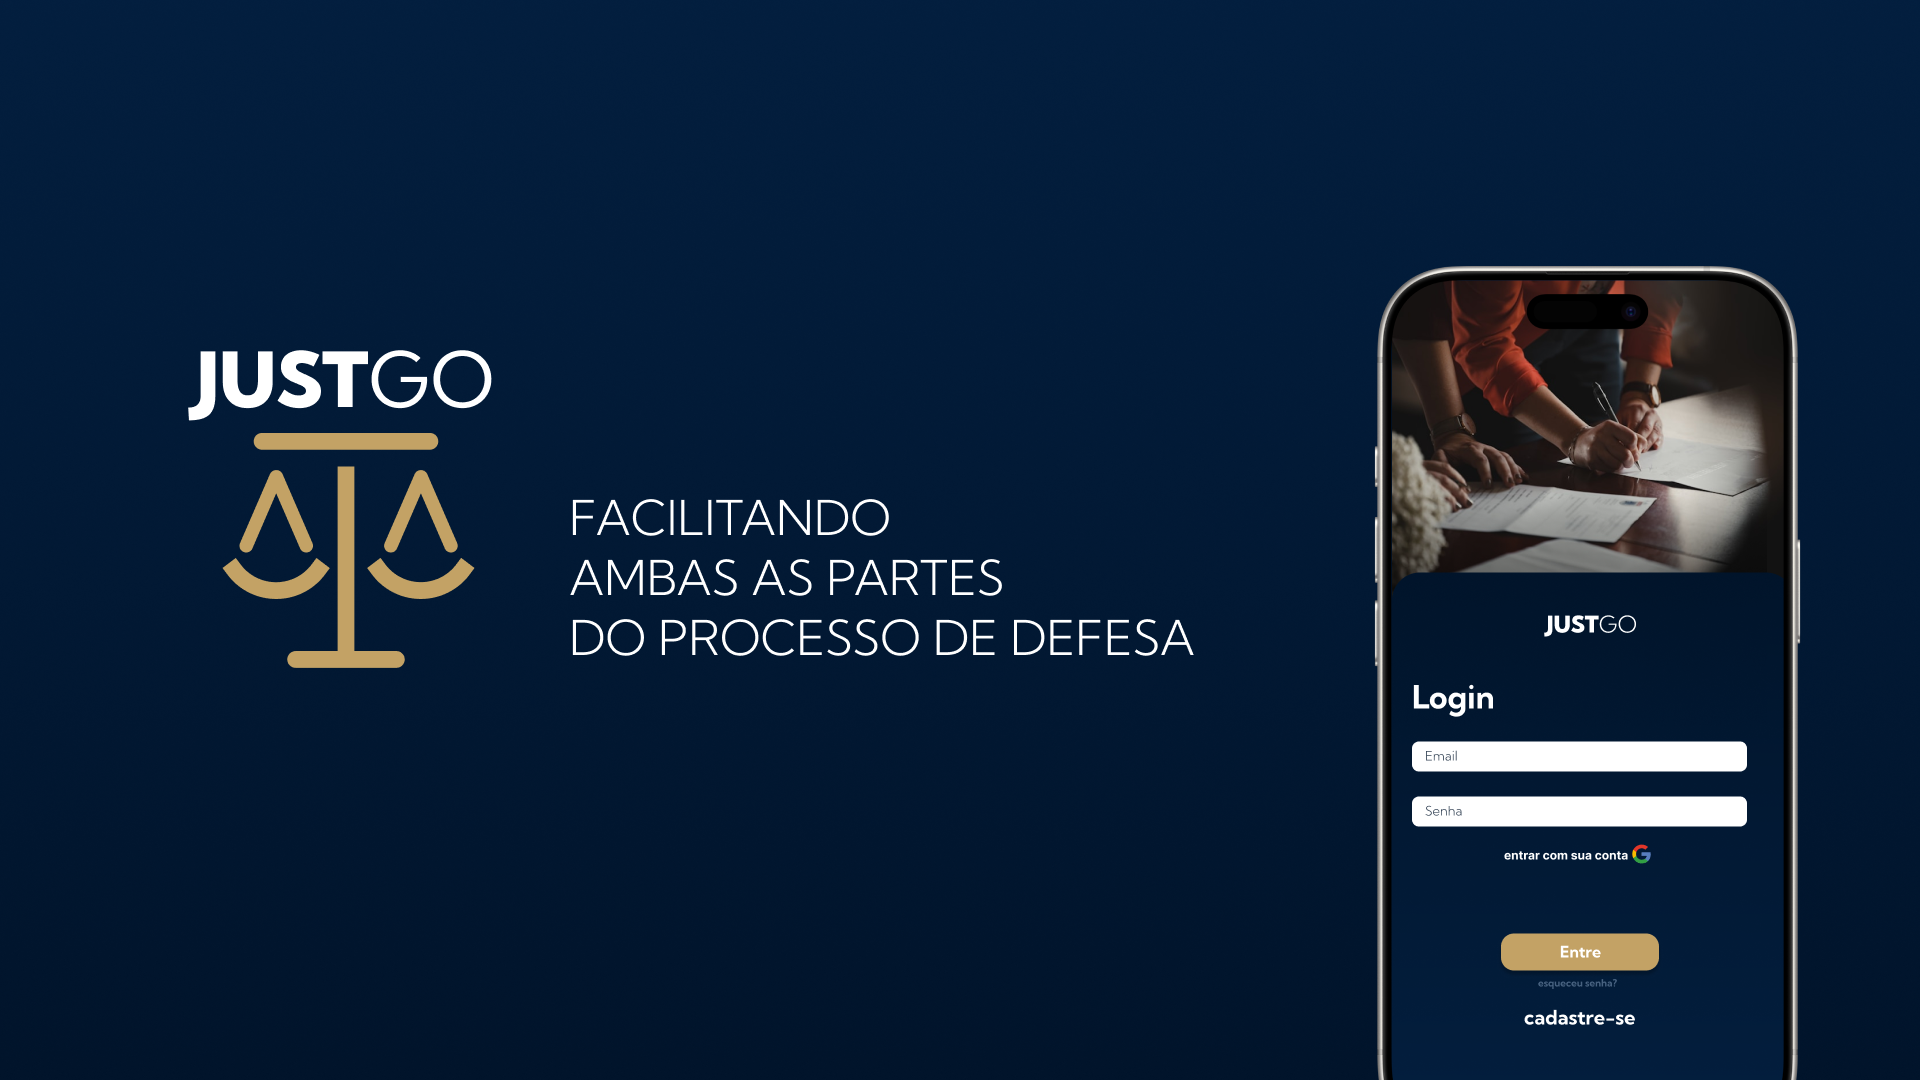 JUSTGO
FACILITANDO
AMBAS AS PARTES
DO PROCESSO DE DEFESA
JUSTGO
Login
Email
Senha
entrar com sua conta
Entre
esqueceu senha?
cadastre-se